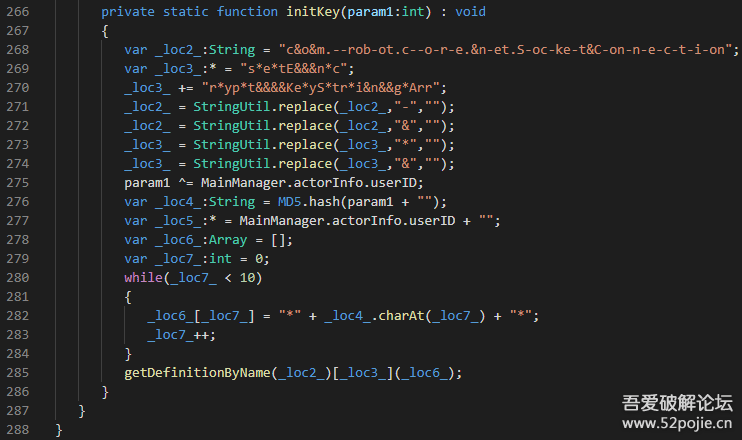 266 private static function initKey(param1:int) : void
267 {
268 var _loc2_:String = "c&o&m.--rob-ot.c--o-r-e.&n-et.S-oc-ke-t&C-on-n-e-c-t-i-on";
269 var _loc3_:* = "s*e*tE&&&n*c";
270 _loc3_ += "r*yp*t&&&&Ke*yS*tr*i&n&&g*Arr";
271 _loc2_ = StringUtil.replace(_loc2_,"-","");
272 _loc2_ = StringUtil.replace(_loc2_,"&","");
273 _loc3_ = StringUtil.replace(_loc3_,"*","");
274 _loc3_ = StringUtil.replace(_loc3_,"&","");
275 param1 ^= MainManager.actorInfo.userID;
276 var _loc4_:String = MD5.hash(param1 + "");
277 var _loc5_:* = MainManager.actorInfo.userID + "";
278 var _loc6_:Array = [];
279 var _loc7_:int = 0;
280 while(_loc7_ < 10)
281 {
282 _loc6_[_loc7_] = "*" + _loc4_.charAt(_loc7_) + "*";
283 _loc7_++;
284 }
285 getDefinitionByName(_loc2_)[_loc3_](_loc6_);
286 }
287 }
288 }
吾爱破解论坛
www.52pojie.cn